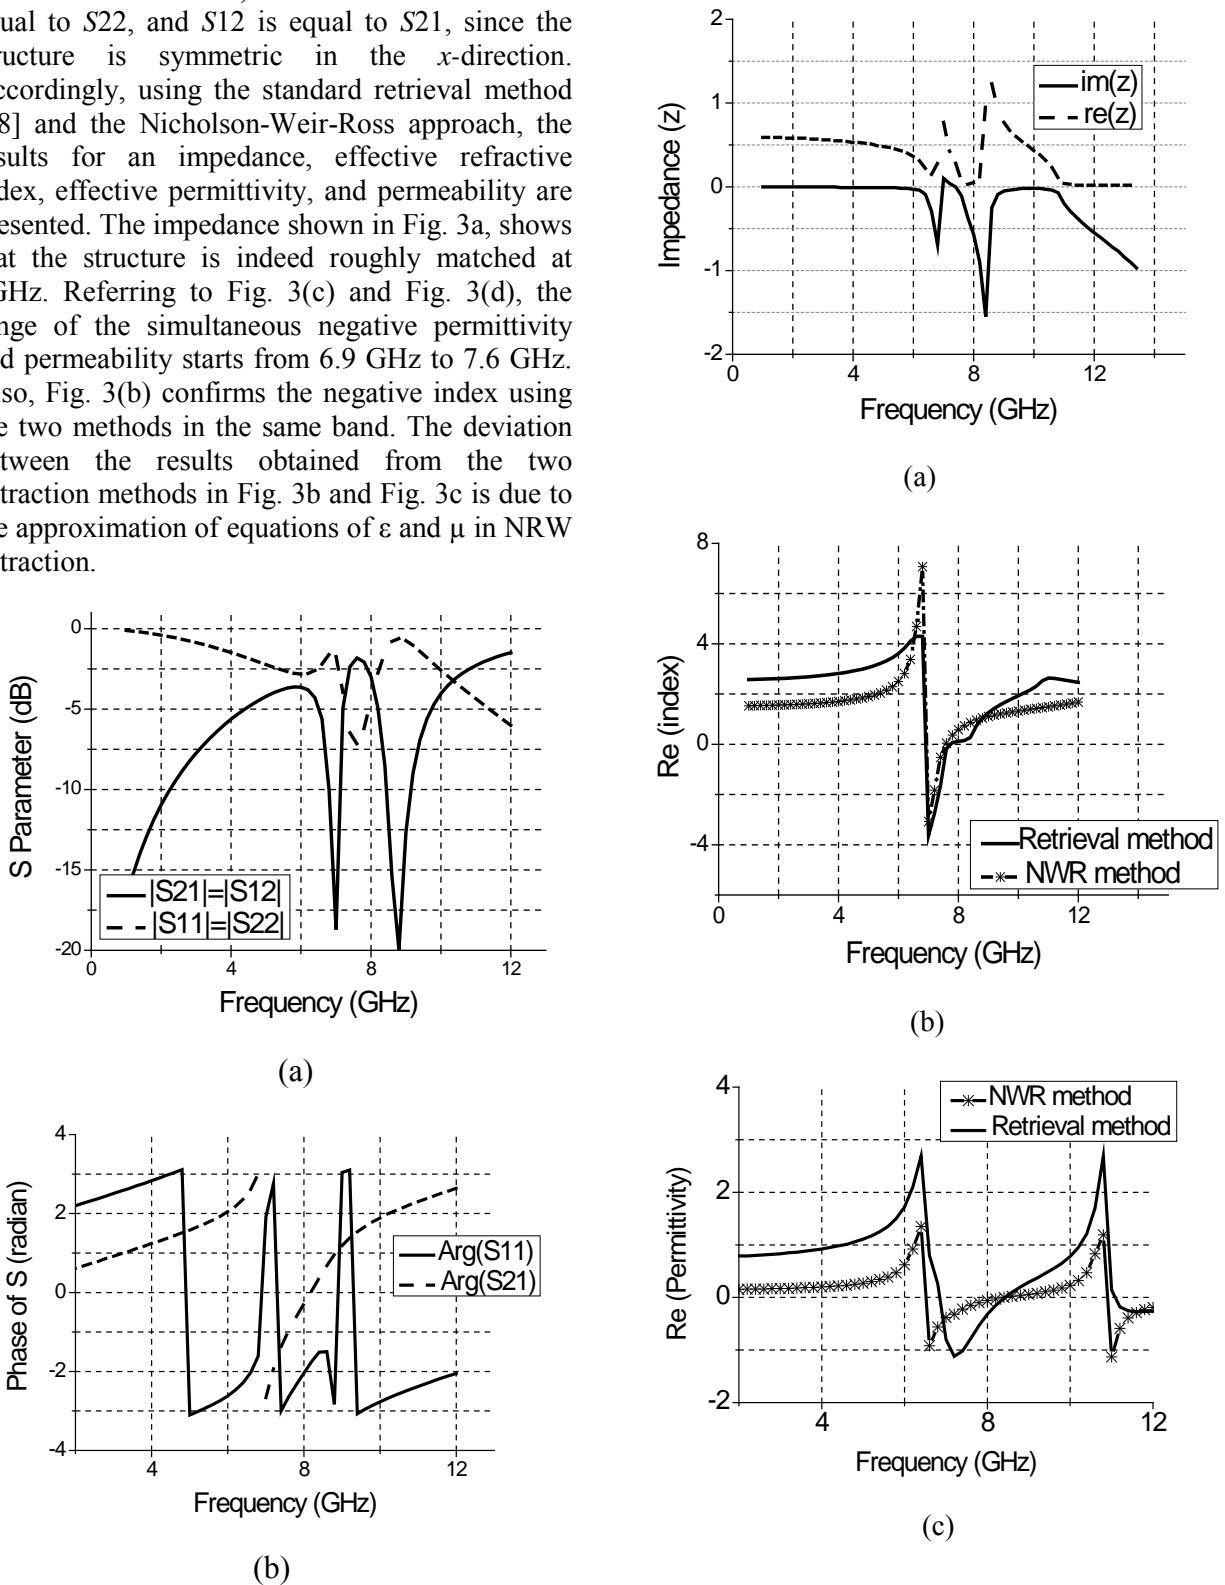 ual to S22, and S12 is equal to S21, since the
ructure is symmetric in the x-direction.
ccordingly, using the standard retrieval method
8] and the Nicholson-Weir-Ross approach, the
sults for an impedance, effective refractive
dex, effective permittivity, and permeability are
resented. The impedance shown in Fig. 3a, shows
at the structure is indeed roughly matched at
GHz. Referring to Fig. 3(c) and Fig. 3(d), the
nge of the simultaneous negative permittivity
d permeability starts from 6.9 GHz to 7.6 GHz.
lso, Fig. 3(b) confirms the negative index using
e two methods in the same band. The deviation
tween the results obtained from the two
traction methods in Fig. 3b and Fig. 3c is due to
e approximation of equations of ε and μ in NRW
traction.
0
-5
-10
-15
-20
S Parameter (dB)
|S21|=|S12|
|S11|=|S22|
0 4 8 12
Frequency (GHz)
(a)
4
2
0
-2
-4
Phase of S (radian)
Arg(S11)
Arg(S21)
4 8 12
Frequency (GHz)
(b)
2
1
0
-1
-2
Impedance (z)
im(z)
re(z)
0 4 8 12
Frequency (GHz)
(a)
8
4
0
-4
Re (index)
Retrieval method
NWR method
0 4 8 12
Frequency (GHz)
(b)
4
2
0
-2
Re (Permittivity)
NWR method
Retrieval method
4 8 12
Frequency (GHz)
(c)